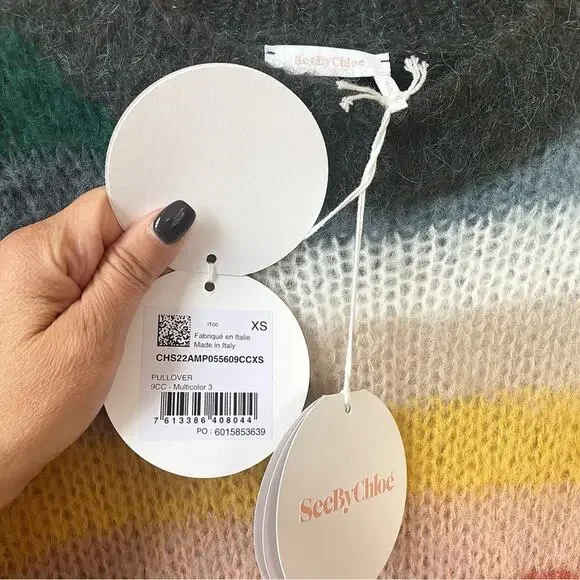 SeeByChloé
IT00
XS
Fabriqué en Italie
Made in Italy
CHS22AMP055609CCXS
PULLOVER
9CC - Multicolor 3
7 613386 408044
PO : 6015853639
SeeByChloé